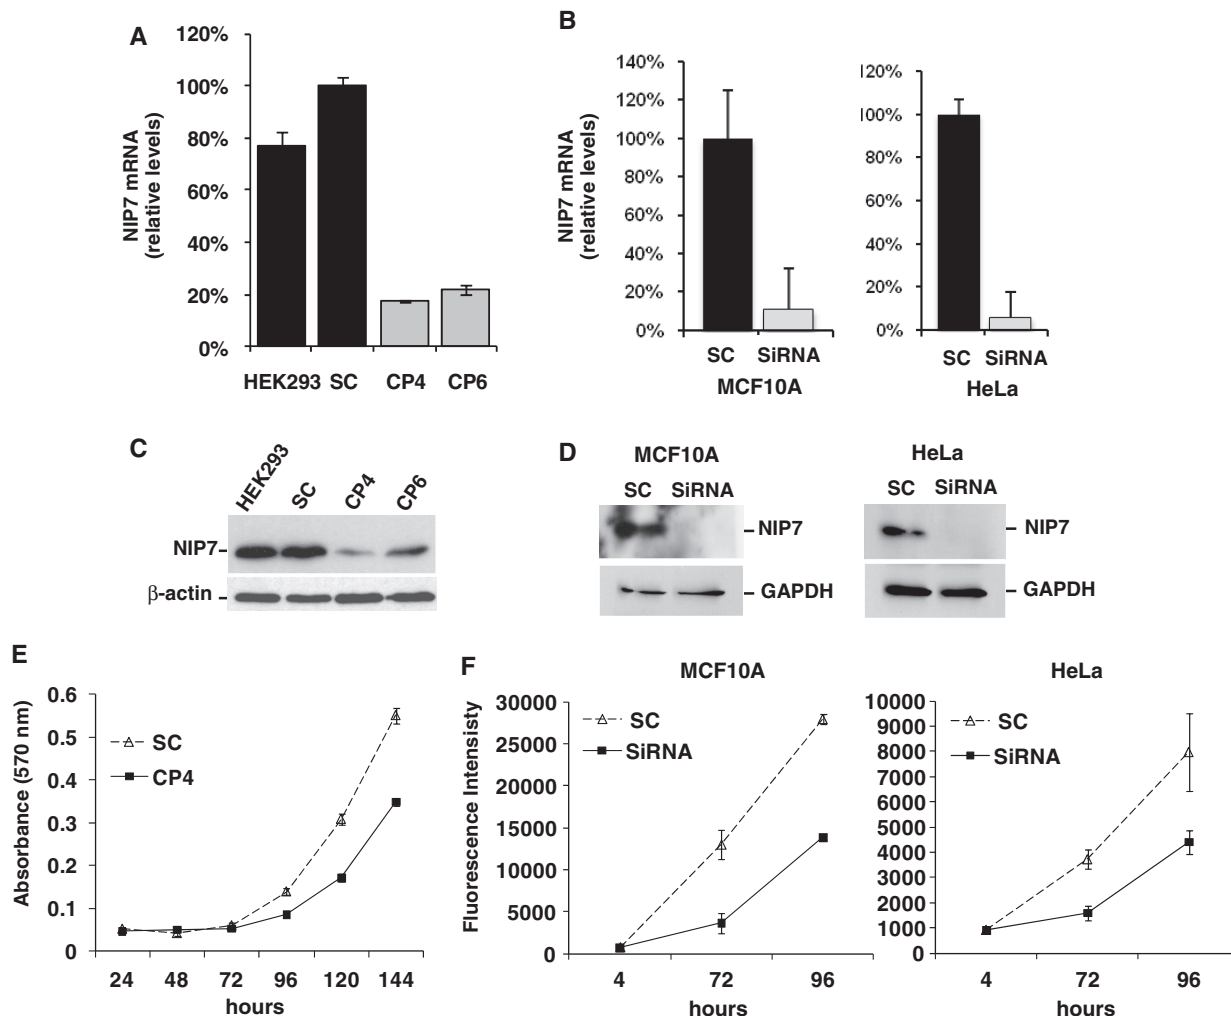 A
NIP7 mRNA
(relative levels)
120%
100%
80%
60%
40%
20%
0%
HEK293 SC CP4 CP6
B
NIP7 mRNA
(relative levels)
140%
120%
100%
80%
60%
40%
20%
0%
SC SiRNA
MCF10A
120%
100%
80%
60%
40%
20%
0%
SC SiRNA
HeLa
C
HEK293 SC CP4 CP6
NIP7
β-actin
D
MCF10A
SC SiRNA
NIP7
GAPDH
HeLa
SC SiRNA
NIP7
GAPDH
E
Absorbance (570 nm)
0.6
0.5
0.4
0.3
0.2
0.1
0
SC
CP4
24 48 72 96 120 144
hours
F
MCF10A
Fluorscence Intensisty
30000
25000
20000
15000
10000
5000
0
SC
SiRNA
4 72 96
hours
HeLa
10000
9000
8000
7000
6000
5000
4000
3000
2000
1000
0
SC
SiRNA
4 72 96
hours